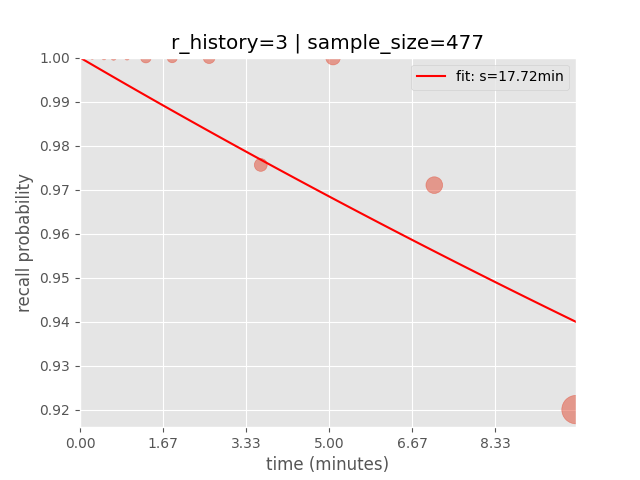 r_history=3 | sample_size=477
fit: s=17.72min
recall probability
1.00
0.99
0.98
0.97
0.96
0.95
0.94
0.93
0.92
0.00 1.67 3.33 5.00 6.67 8.33
time (minutes)